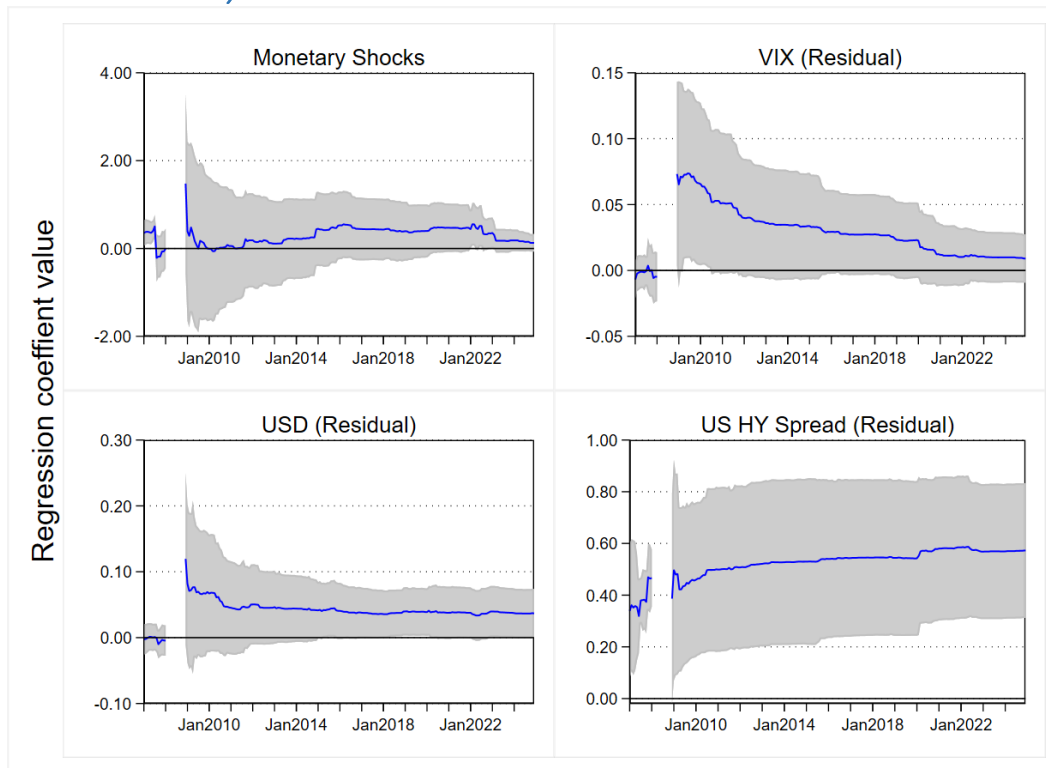 Regression coeffient value
Monetary Shocks
4.00
2.00
0.00
-2.00
Jan2010 Jan2014 Jan2018 Jan2022
VIX (Residual)
0.15
0.10
0.05
0.00
-0.05
Jan2010 Jan2014 Jan2018 Jan2022
USD (Residual)
0.30
0.20
0.10
0.00
-0.10
Jan2010 Jan2014 Jan2018 Jan2022
US HY Spread (Residual)
1.00
0.80
0.60
0.40
0.20
0.00
Jan2010 Jan2014 Jan2018 Jan2022